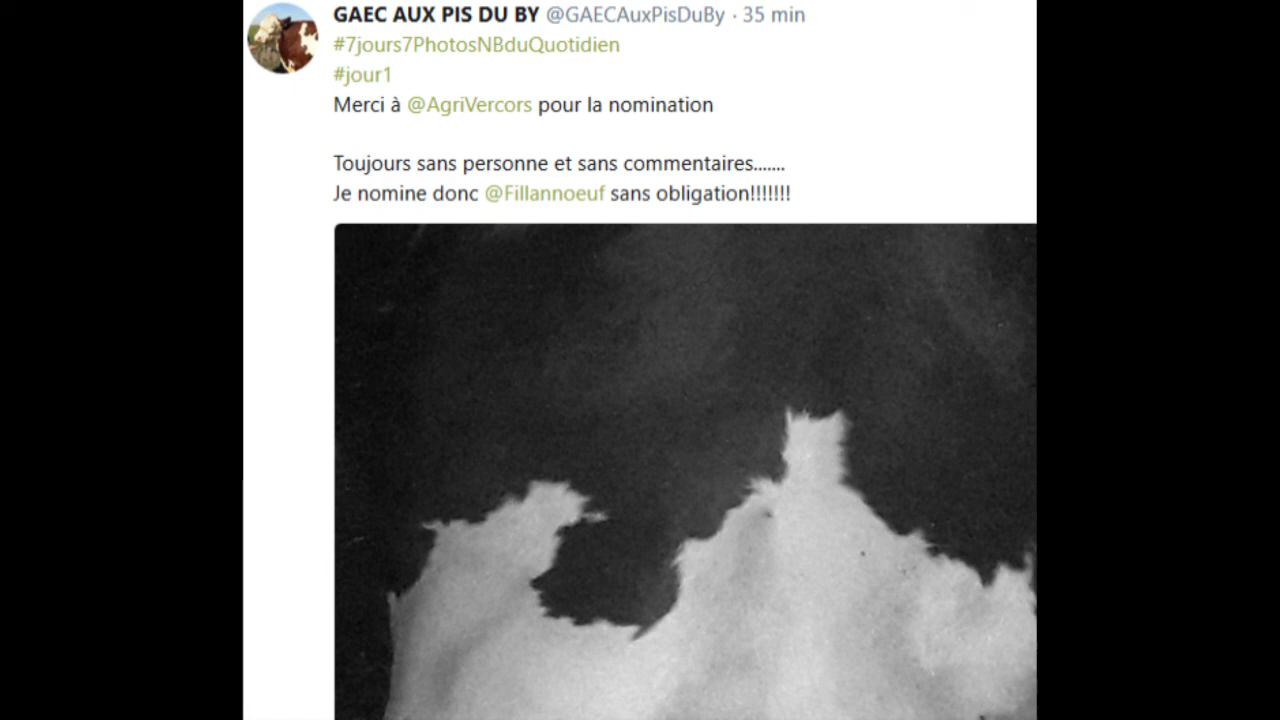 GAEC AUX PIS DU BY @GAECAuxPisDuBy · 35 min
#7jours7PhotosNBduQuotidien
#jour1
Merci à @AgriVercors pour la nomination
Toujours sans personne et sans commentaires.......
Je nomine donc @Fillannoeuf sans obligation!!!!!!!